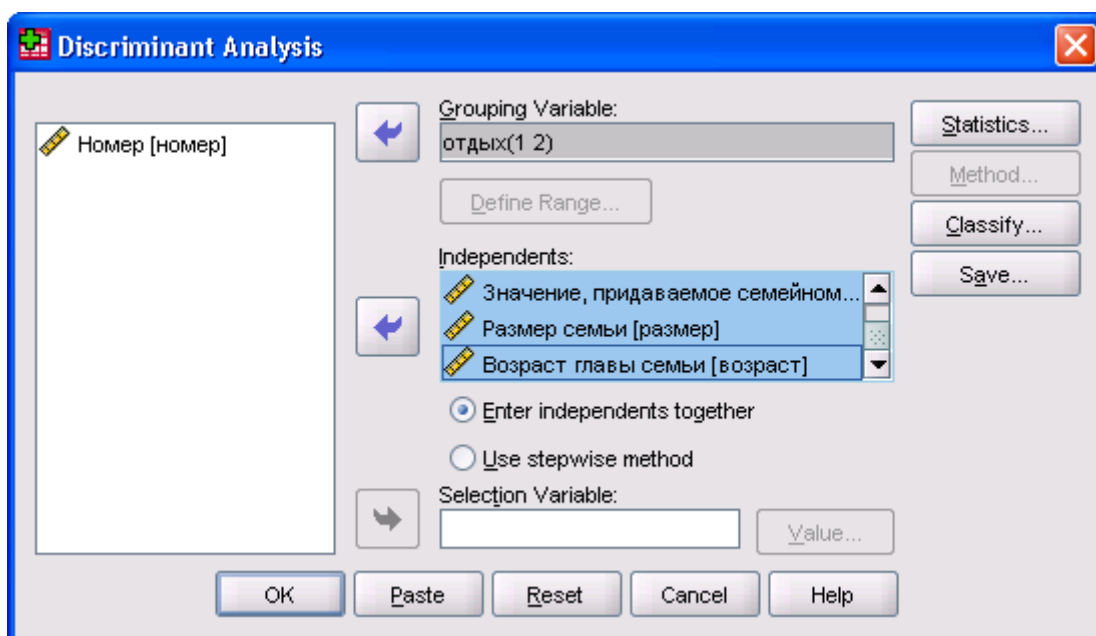 Discriminant Analysis
Номер [номер]
Grouping Variable:
отдых(1 2)
Define Range...
Independents:
Значение, придаваемое семейном...
Размер семьи [размер]
Возраст главы семьи [возраст]
Enter independents together
Use stepwise method
Selection Variable:
Value...
Statistics...
Method...
Classify...
Save...
OK
Paste
Reset
Cancel
Help